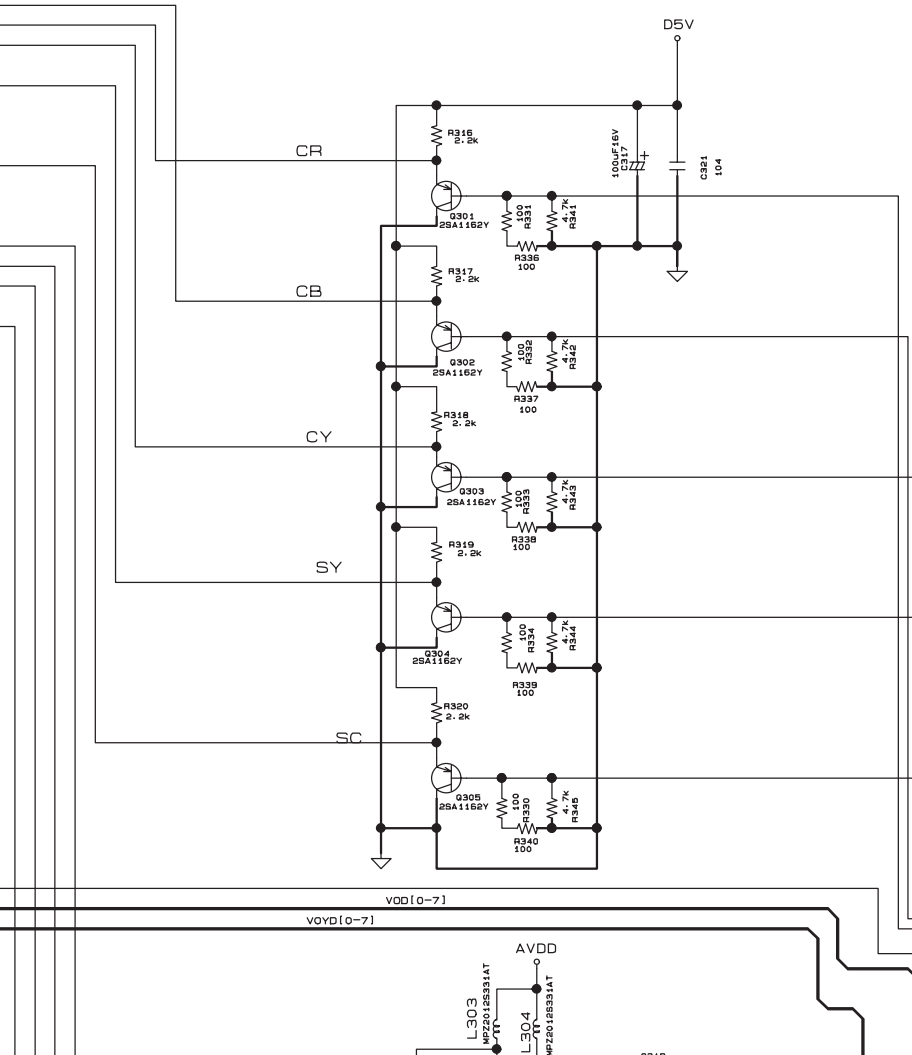 D5V
R316
2.2k
100uF16V
C317
+
C321
104
CR
Q301
2SA1162Y
100
R331
4.7k
R341
R336
100
R317
2.2k
CB
Q302
2SA1162Y
100
R332
4.7k
R342
R337
100
R318
2.2k
CY
Q303
2SA1162Y
100
R333
4.7k
R343
R338
100
R319
2.2k
SY
Q304
2SA1162Y
100
R334
4.7k
R344
R339
100
R320
2.2k
SC
Q305
2SA1162Y
100
R330
4.7k
R345
R340
100
VOD[0-7]
VOYD[0-7]
AVDD
L303
MPZ2012S331AT
L304
MPZ2012S331AT